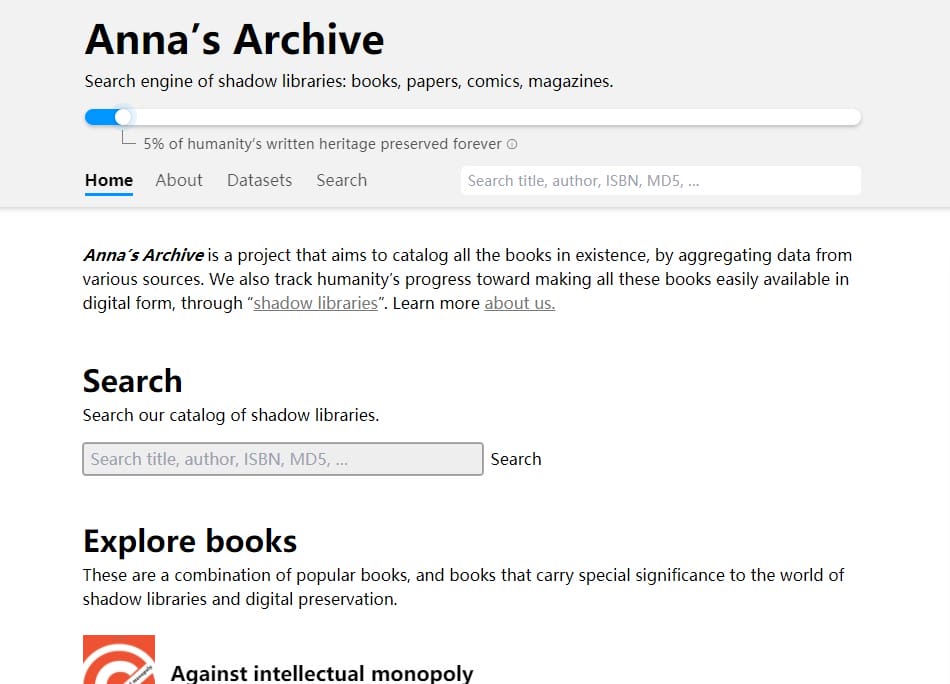 Anna’s Archive
Search engine of shadow libraries: books, papers, comics, magazines.
5% of humanity’s written heritage preserved forever ⓘ
Home About Datasets Search Search title, author, ISBN, MD5, ...
Anna’s Archive is a project that aims to catalog all the books in existence, by aggregating data from
various sources. We also track humanity’s progress toward making all these books easily available in
digital form, through “shadow libraries”. Learn more about us.
Search
Search our catalog of shadow libraries.
Search title, author, ISBN, MD5, ... Search
Explore books
These are a combination of popular books, and books that carry special significance to the world of
shadow libraries and digital preservation.
Against intellectual monopoly